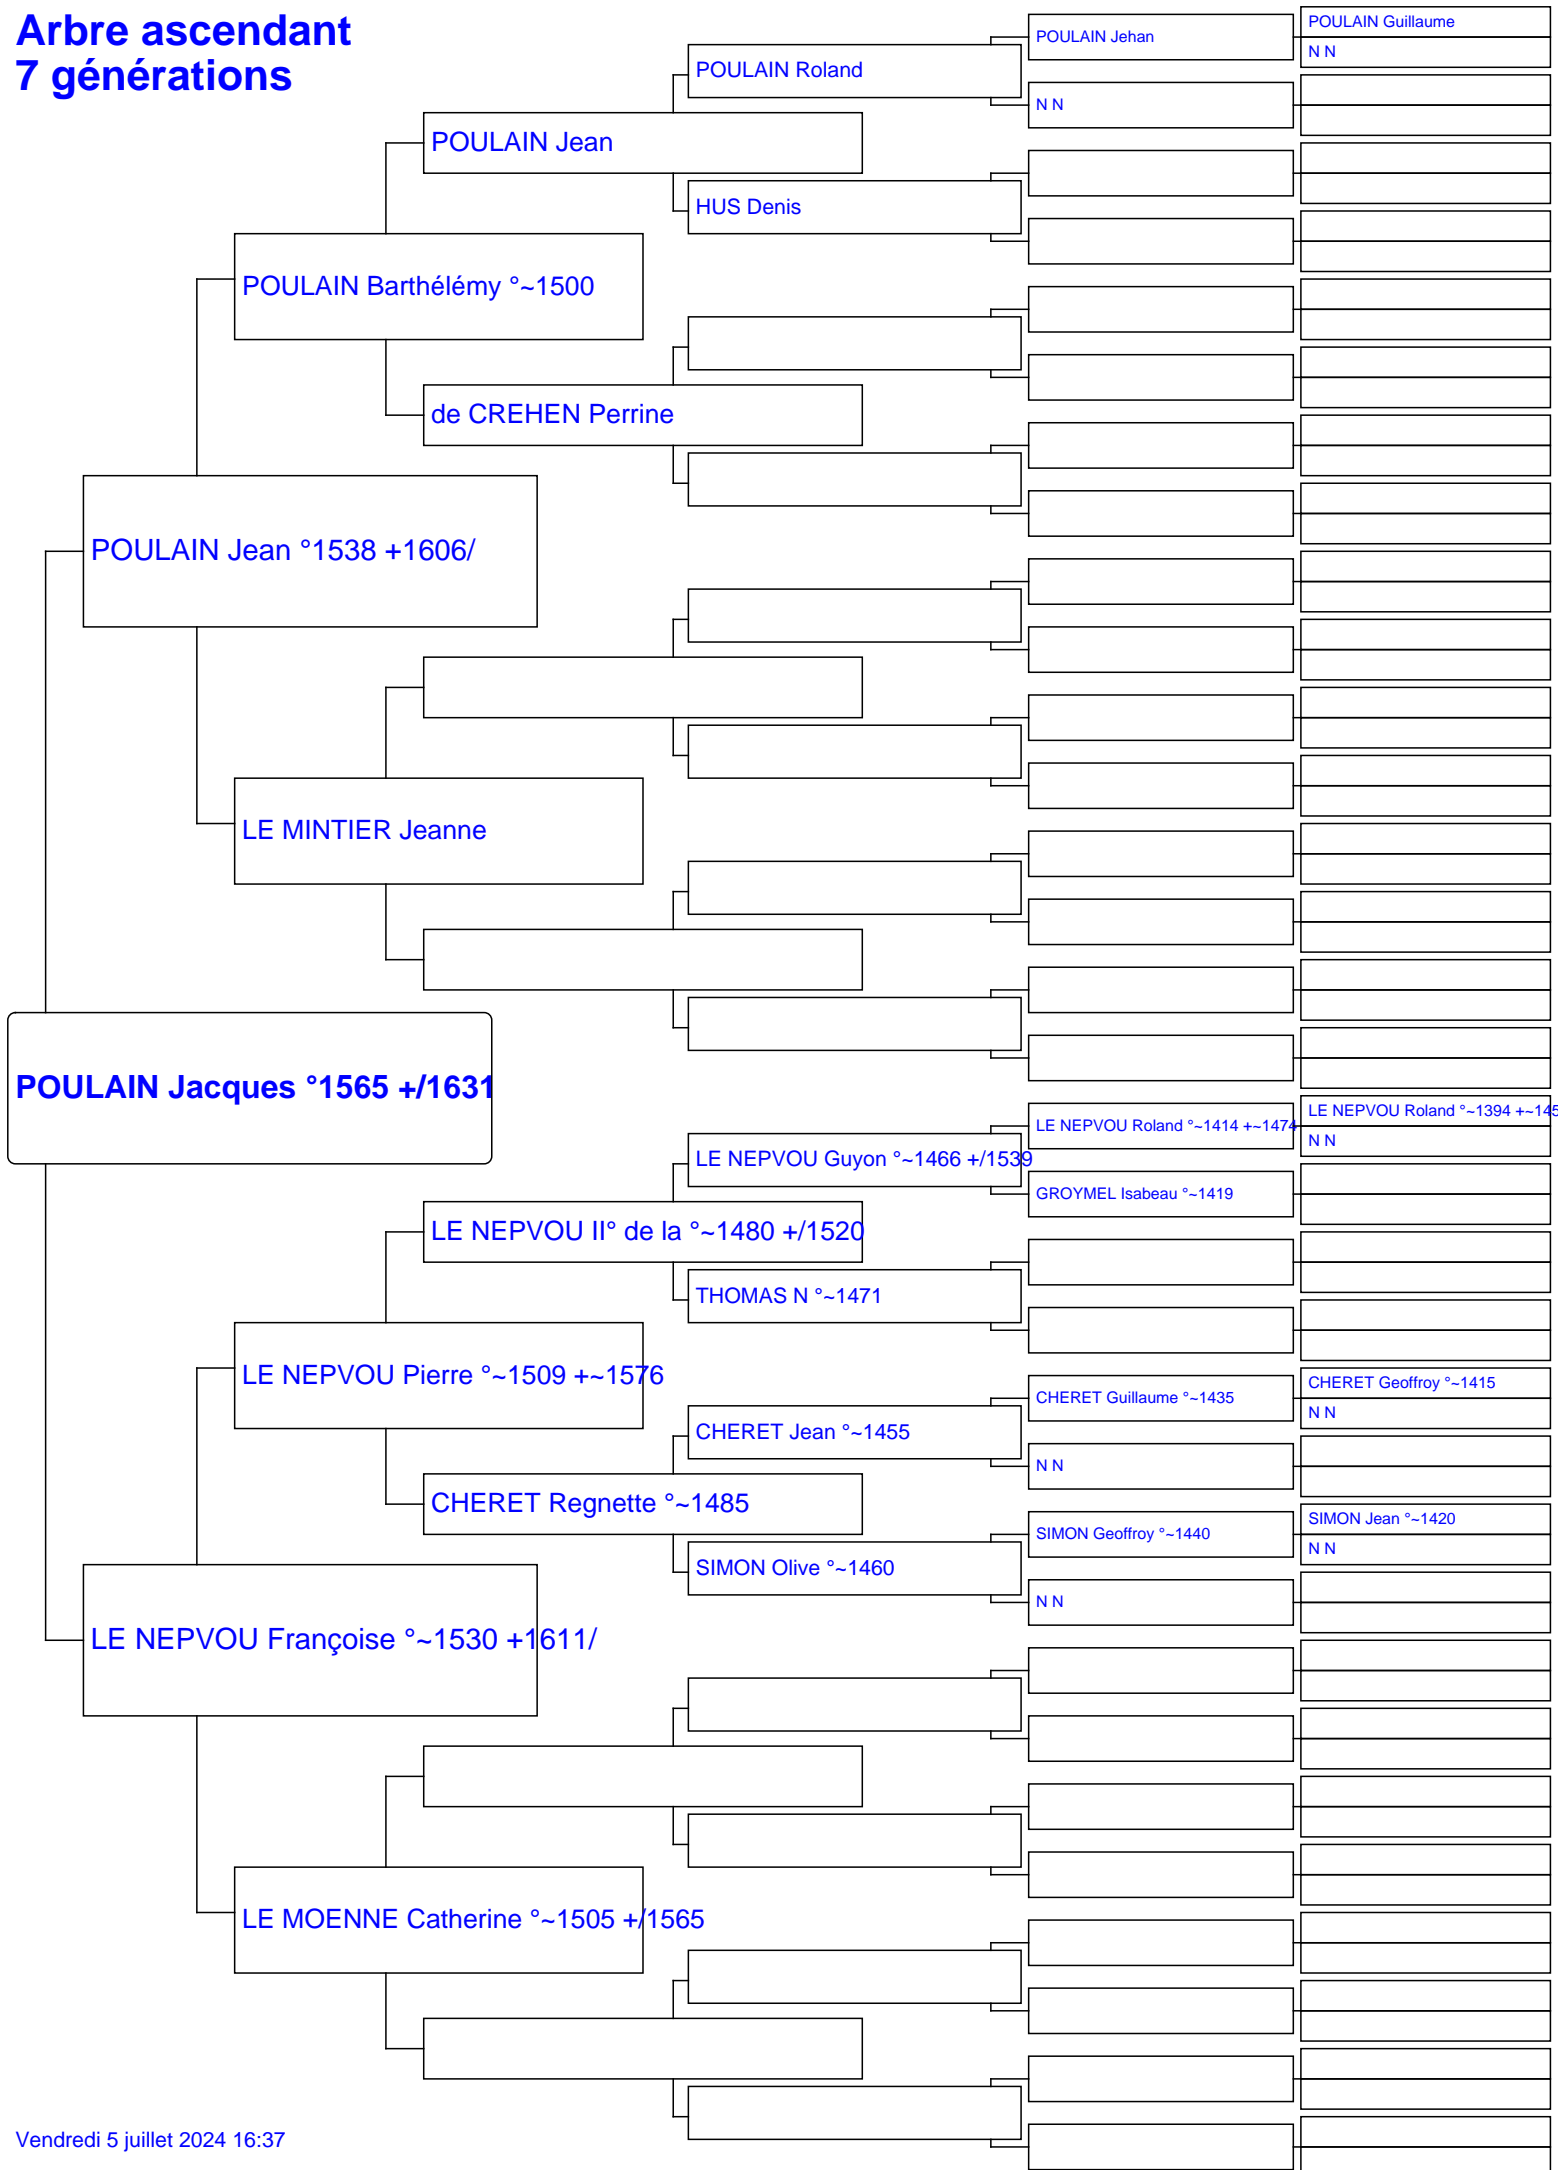 Arbre ascendant
7 générations
POULAIN Guillaume
POULAIN Jehan
N N
POULAIN Roland
N N
POULAIN Jean
HUS Denis
POULAIN Barthélémy °~1500
de CREHEN Perrine
POULAIN Jean °1538 +1606/
LE MINTIER Jeanne
POULAIN Jacques °1565 +/1631
LE NEPVOU Roland °~1394 +~145
LE NEPVOU Roland °~1414 +~1474
N N
LE NEPVOU Guyon °~1466 +/1539
GROYMEL Isabeau °~1419
LE NEPVOU II° de la °~1480 +/1520
THOMAS N °~1471
LE NEPVOU Pierre °~1509 +~1576
CHERET Geoffroy °~1415
CHERET Guillaume °~1435
N N
CHERET Jean °~1455
N N
CHERET Regnette °~1485
SIMON Jean °~1420
SIMON Geoffroy °~1440
N N
SIMON Olive °~1460
N N
LE NEPVOU Françoise °~1530 +1611/
LE MOENNE Catherine °~1505 +/1565
Vendredi 5 juillet 2024 16:37